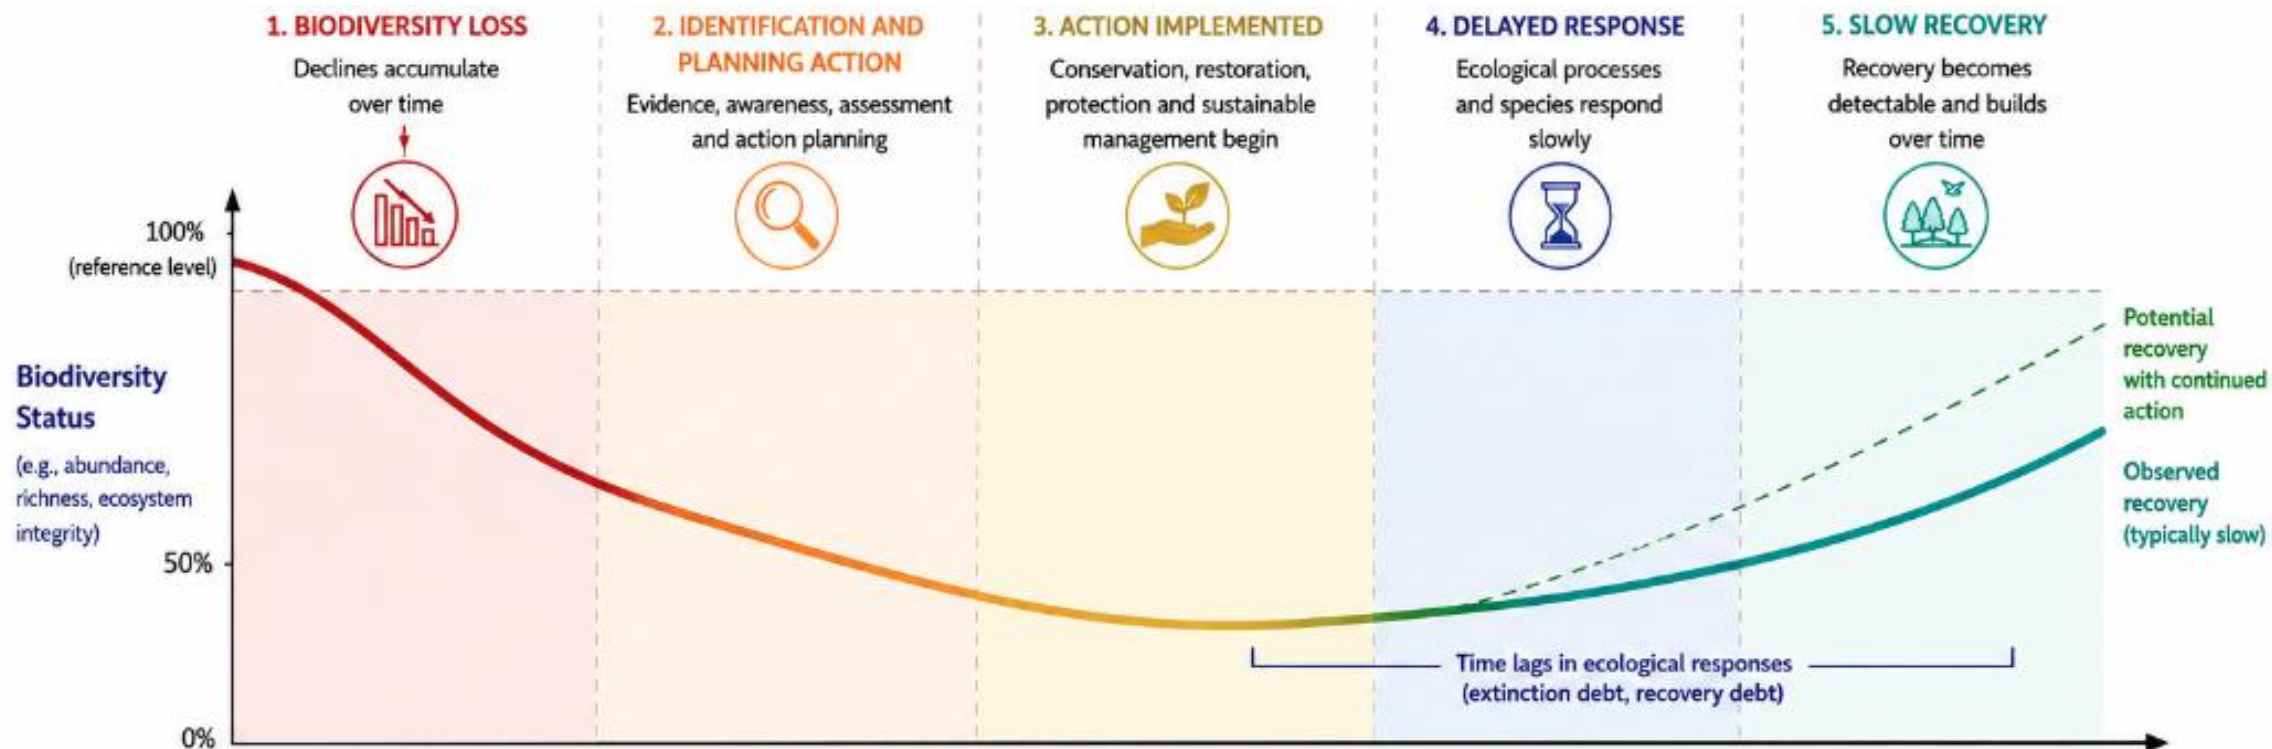 1. BIODIVERSITY LOSS
Declines accumulate
over time
2. IDENTIFICATION AND
PLANNING ACTION
Evidence, awareness, assessment
and action planning
3. ACTION IMPLEMENTED
Conservation, restoration,
protection and sustainable
management begin
4. DELAYED RESPONSE
Ecological processes
and species respond
slowly
5. SLOW RECOVERY
Recovery becomes
detectable and builds
over time
100%
(reference level)
Biodiversity
Status
(e.g., abundance,
richness, ecosystem
integrity)
50%
0%
Potential
recovery
with continued
action
Observed
recovery
(typically slow)
Time lags in ecological responses
(extinction debt, recovery debt)